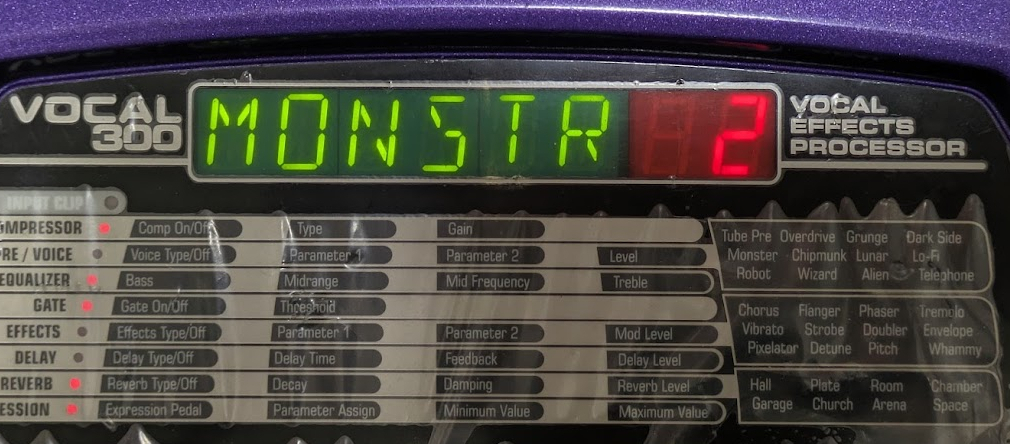 VOCAL
300
MONSTR 2
VOCAL
EFFECTS
PROCESSOR
INPUT CLIP
MPRESSOR Comp On/Off Type Gain
RE / VOICE Voice Type/Off Parameter 1 Parameter 2 Level
EQUALIZER Bass Midrange Mid Frequency Treble
GATE Gate On/Off Threshold
EFFECTS Effects Type/Off Parameter 1 Parameter 2 Mod Level
DELAY Delay Type/Off Delay Time Feedback Delay Level
REVERB Reverb Type/Off Decay Damping Reverb Level
ESSION Expression Pedal Parameter Assign Minimum Value Maximum Value
Tube Pre Overdrive Grunge Dark Side
Monster Chipmunk Lunar Lo-Fi
Robot Wizard Alien Telephone
Chorus Flanger Phaser Tremolo
Vibrato Strobe Doubler Envelope
Pixelator Detune Pitch Whammy
Hall Plate Room Chamber
Garage Church Arena Space